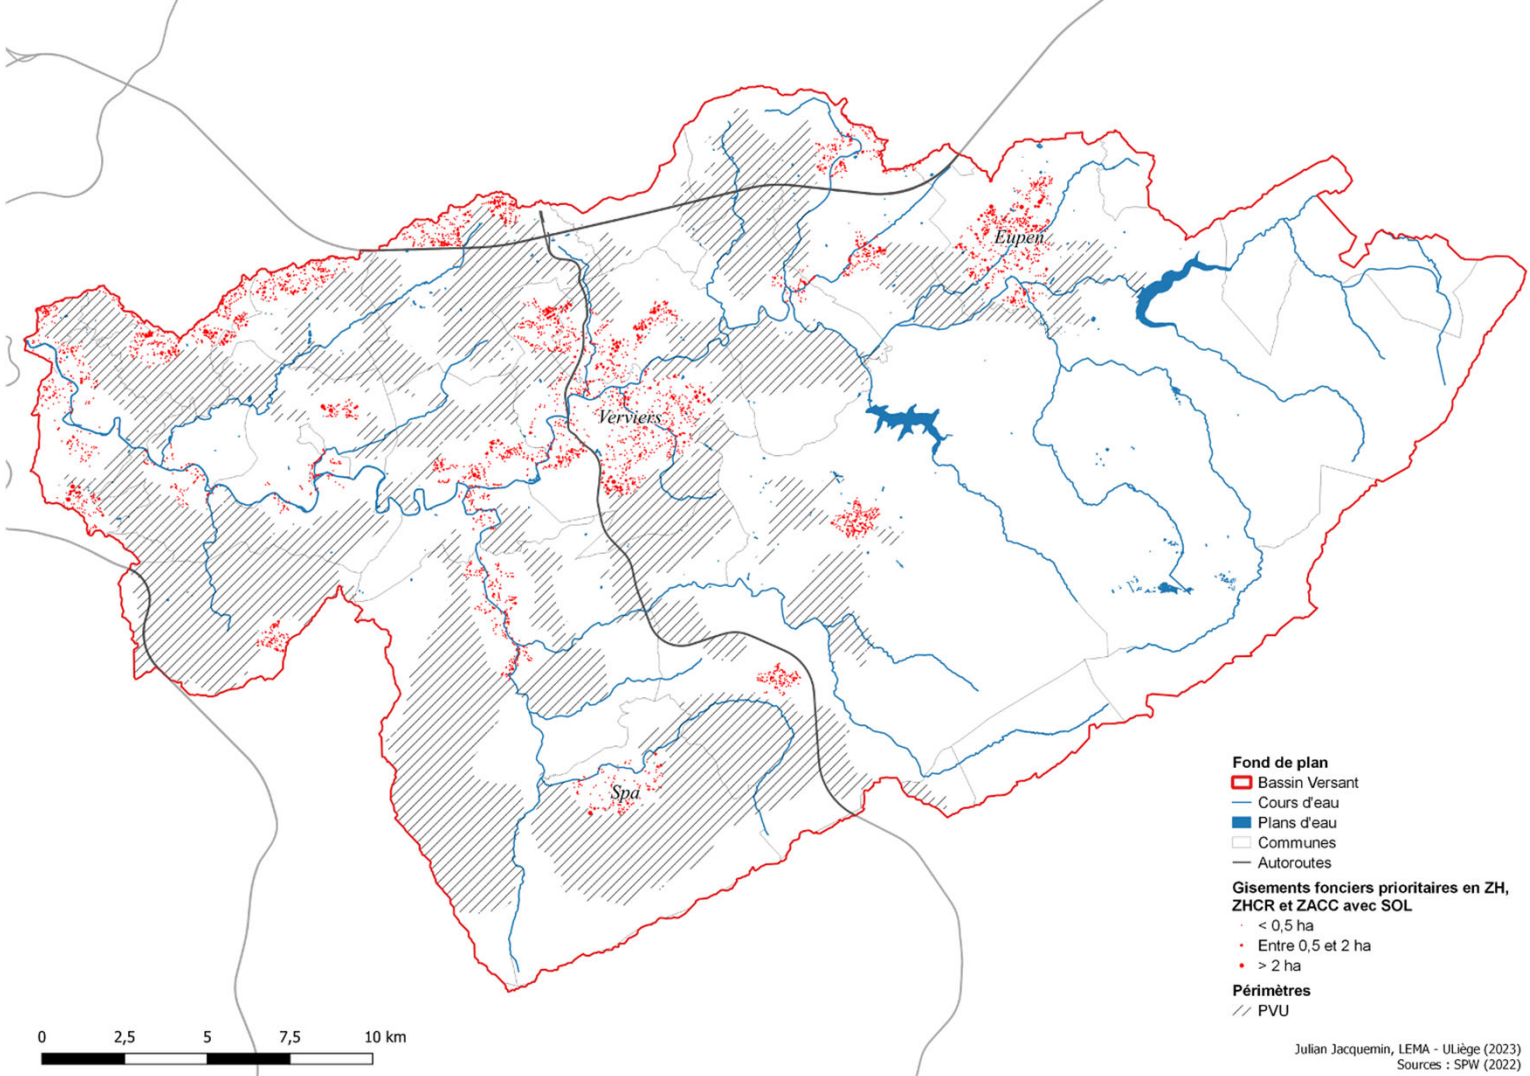 Eupen
Verviers
Spa
Fond de plan
Bassin Versant
Cours d'eau
Plans d'eau
Communes
Autoroutes
Gisements fonciers prioritaires en ZH,
ZHCR et ZACC avec SOL
< 0,5 ha
Entre 0,5 et 2 ha
> 2 ha
Périmètres
PVU
0 2,5 5 7,5 10 km
Julian Jacquemin, LEMA - ULiège (2023)
Sources : SPW (2022)